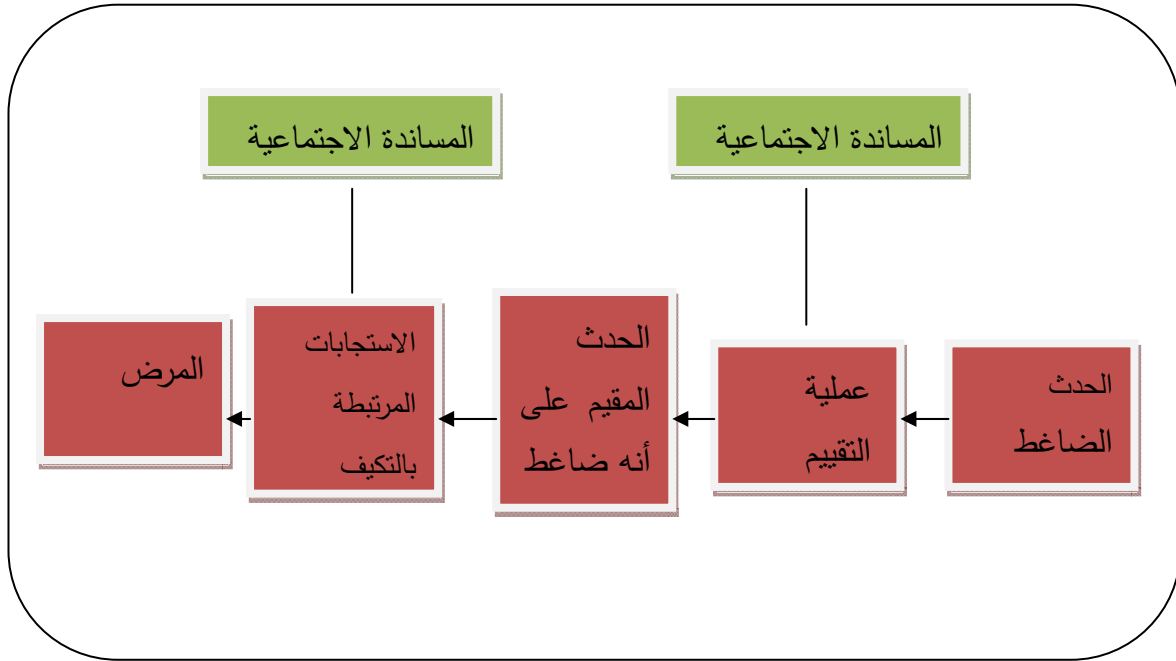 المساندة الاجتماعية
المساندة الاجتماعية
الحدث
الضاغط
عملية
التقييم
الحدث
المقيم على
أنه ضاغط
الاستجابات
المرتبطة
بالتكيف
المرض